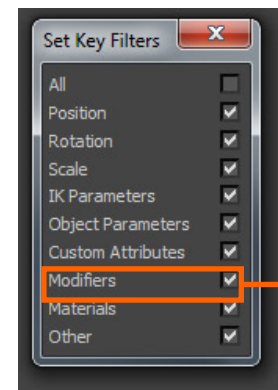 Set Key Filters
All
Position
Rotation
Scale
IK Parameters
Object Parameters
Custom Attributes
Modifiers
Materials
Other